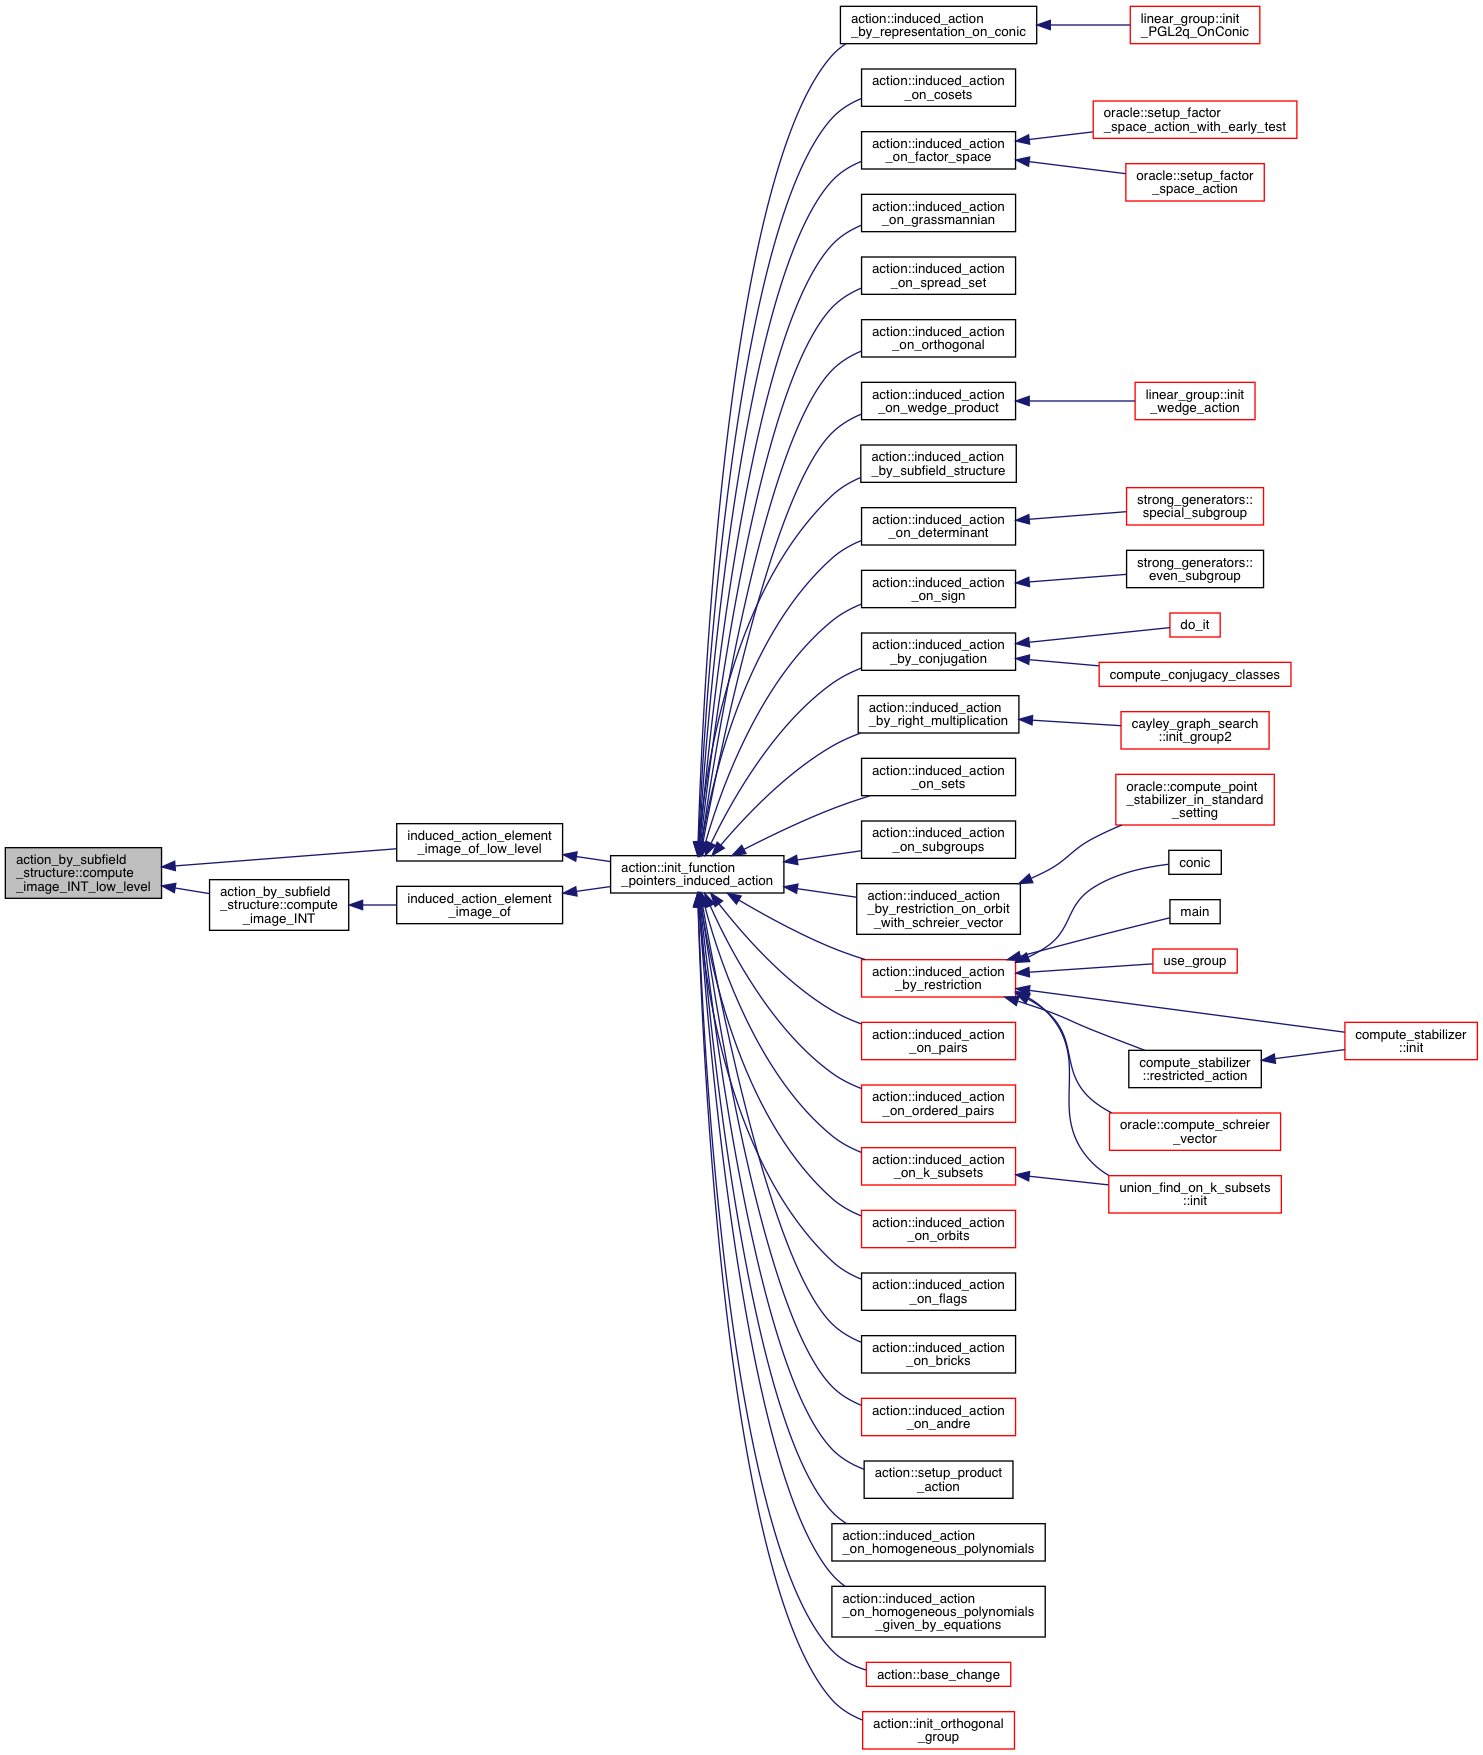 action_by_subfield
_structure::compute
_image_INT_low_level
action_by_subfield
_structure::compute
_image_INT
induced_action_element
_image_of_low_level
induced_action_element
_image_of
action::init_function
_pointers_induced_action
action::induced_action
_by_representation_on_conic
linear_group::init
_PGL2q_OnConic
action::induced_action
_on_cosets
action::induced_action
_on_factor_space
oracle::setup_factor
_space_action_with_early_test
oracle::setup_factor
_space_action
action::induced_action
_on_grassmannian
action::induced_action
_on_spread_set
action::induced_action
_on_orthogonal
action::induced_action
_on_wedge_product
linear_group::init
_wedge_action
action::induced_action
_by_subfield_structure
action::induced_action
_on_determinant
strong_generators::
special_subgroup
action::induced_action
_on_sign
strong_generators::
even_subgroup
action::induced_action
_by_conjugation
do_it
compute_conjugacy_classes
action::induced_action
_by_right_multiplication
cayley_graph_search
::init_group2
action::induced_action
_on_sets
action::induced_action
_on_subgroups
action::induced_action
_by_restriction_on_orbit
_with_schreier_vector
oracle::compute_point
_stabilizer_in_standard
_setting
action::induced_action
_by_restriction
conic
main
use_group
compute_stabilizer
::restricted_action
compute_stabilizer
::init
oracle::compute_schreier
_vector
union_find_on_k_subsets
::init
action::induced_action
_on_pairs
action::induced_action
_on_ordered_pairs
action::induced_action
_on_k_subsets
action::induced_action
_on_orbits
action::induced_action
_on_flags
action::induced_action
_on_bricks
action::induced_action
_on_andre
action::setup_product
_action
action::induced_action
_on_homogeneous_polynomials
action::induced_action
_on_homogeneous_polynomials
_given_by_equations
action::base_change
action::init_orthogonal
_group